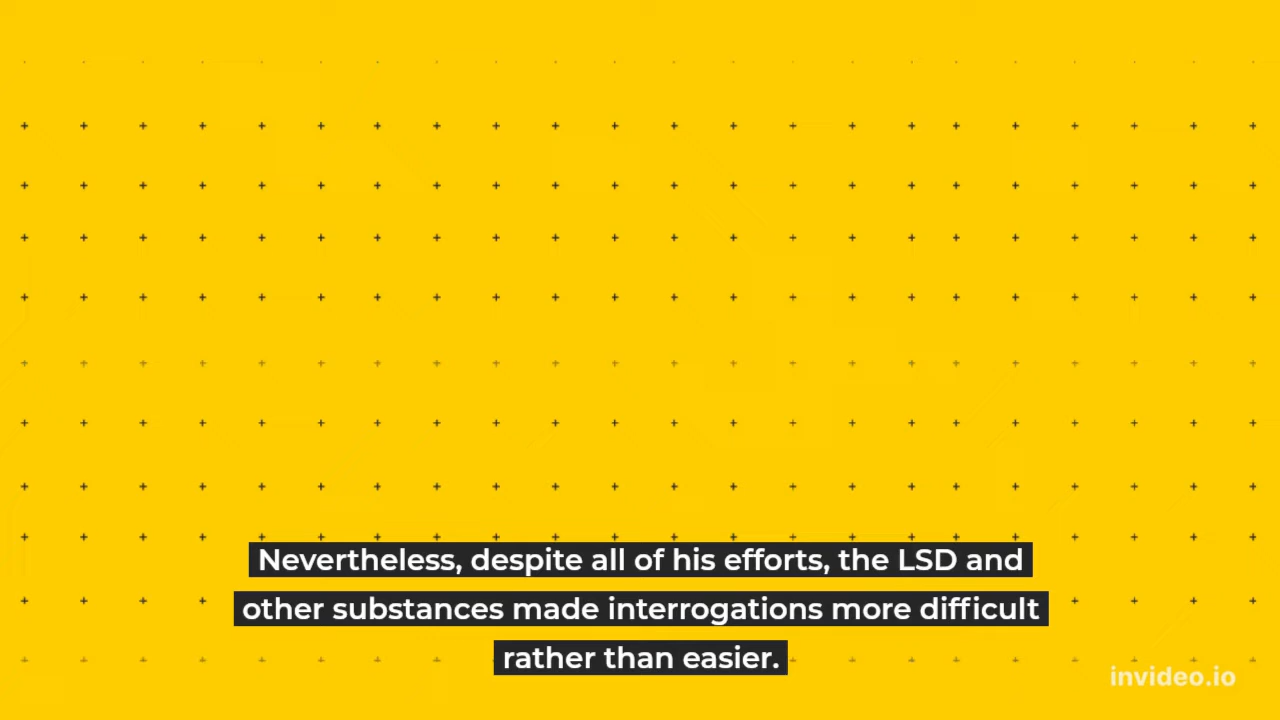 Nevertheless, despite all of his efforts, the LSD and
other substances made interrogations more difficult
rather than easier.
invideo.io